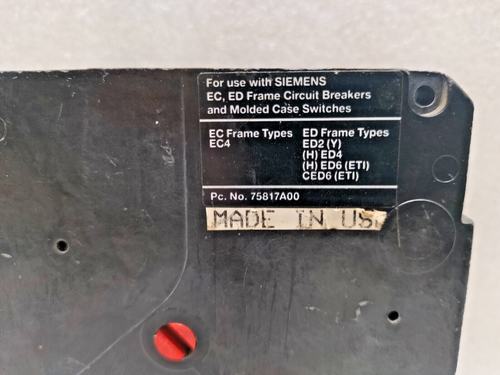 For use with SIEMENS
EC, ED Frame Circuit Breakers
and Molded Case Switches
EC Frame Types
EC4
ED Frame Types
ED2 (Y)
(H) ED4
(H) ED6 (ETI)
CED6 (ETI)
Pc. No. 75817A00
MADE IN USA